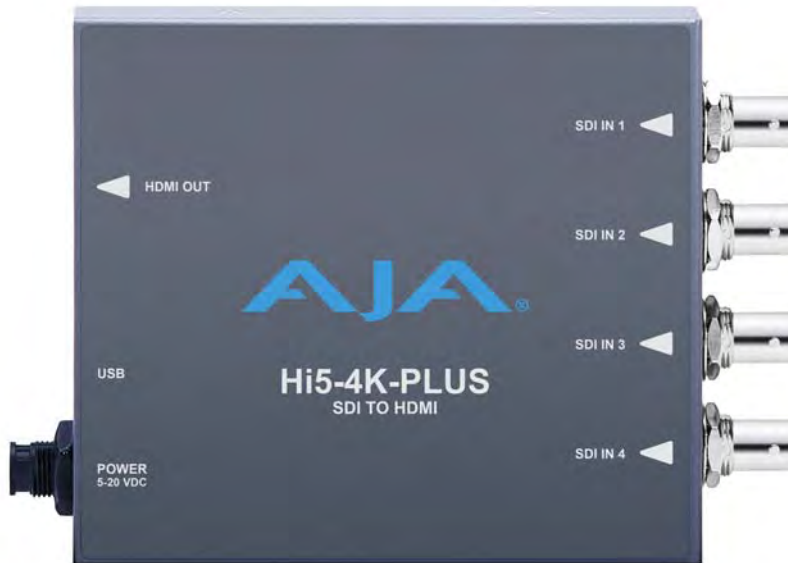 SDI IN 1
HDMI OUT
SDI IN 2
AJA®
SDI IN 3
USB
Hi5-4K-PLUS
SDI TO HDMI
SDI IN 4
POWER
5-20 VDC